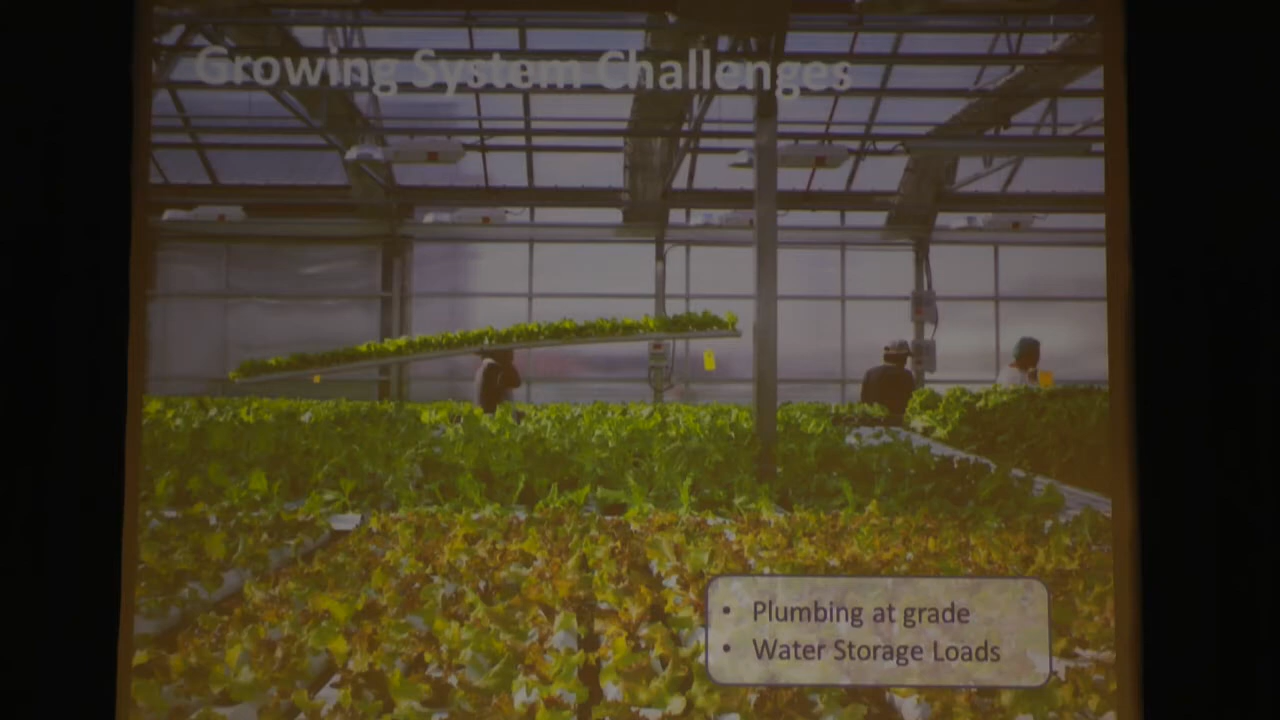 Growing System Challenges
• Plumbing at grade
• Water Storage Loads